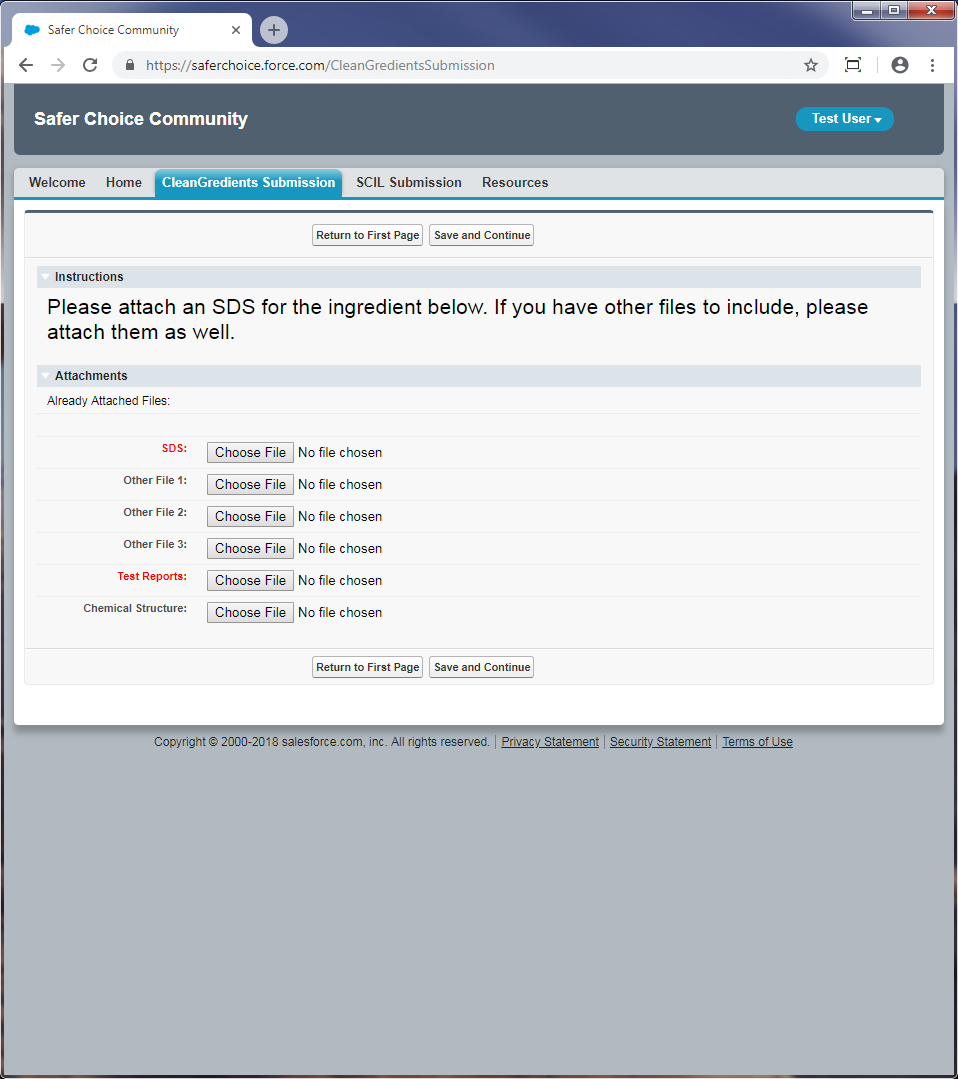 Safer Choice Community
https://saferchoice.force.com/CleanGredientsSubmission
Safer Choice Community
Test User
Welcome Home CleanGredients Submission SCIL Submission Resources
Return to First Page Save and Continue
Instructions
Please attach an SDS for the ingredient below. If you have other files to include, please
attach them as well.
Attachments
Already Attached Files:
SDS: Choose File No file chosen
Other File 1: Choose File No file chosen
Other File 2: Choose File No file chosen
Other File 3: Choose File No file chosen
Test Reports: Choose File No file chosen
Chemical Structure: Choose File No file chosen
Return to First Page Save and Continue
Copyright © 2000-2018 salesforce.com, inc. All rights reserved. | Privacy Statement | Security Statement | Terms of Use